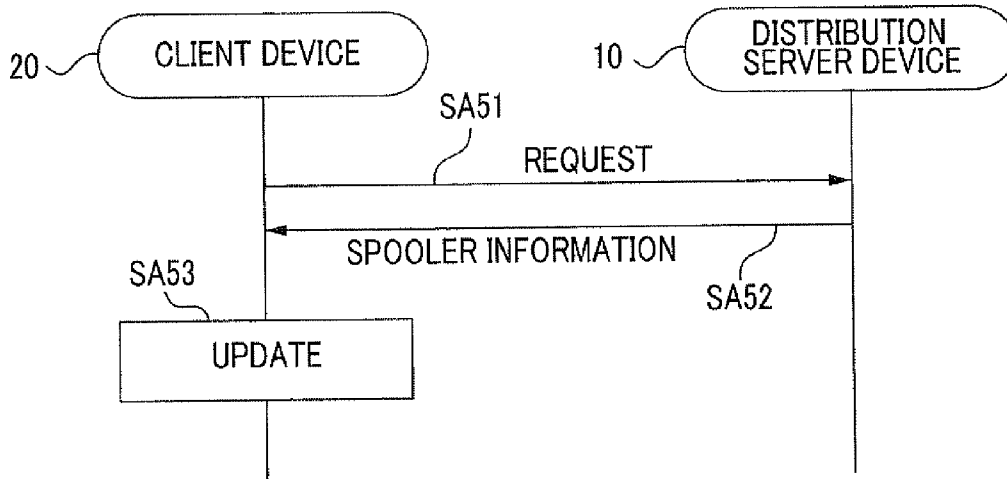 20
CLIENT DEVICE
10
DISTRIBUTION
SERVER DEVICE
SA51
REQUEST
SPOOLER INFORMATION
SA52
SA53
UPDATE